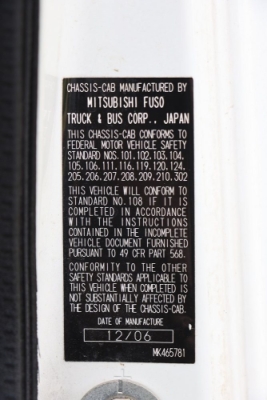 CHASSIS-CAB MANUFACTURED BY
MITSUBISHI FUSO
TRUCK & BUS CORP., JAPAN
THIS CHASSIS-CAB CONFORMS TO
FEDERAL MOTOR VEHICLE SAFETY
STANDARD NOS.101.102.103.104.
105.106.111.116.119.120.124.
205.206.207.208.209.210.302
THIS VEHICLE WILL CONFORM TO
STANDARD NO.108 IF IT IS
COMPLETED IN ACCORDANCE
WITH THE INSTRUCTIONS
CONTAINED IN THE INCOMPLETE
VEHICLE DOCUMENT FURNISHED
PURSUANT TO 49 CFR PART 568.
CONFORMITY TO THE OTHER
SAFETY STANDARDS APPLICABLE TO
THIS VEHICLE WHEN COMPLETED IS
NOT SUBSTANTIALLY AFFECTED BY
THE DESIGN OF THE CHASSIS-CAB.
DATE OF MANUFACTURE
12/06
MK465781